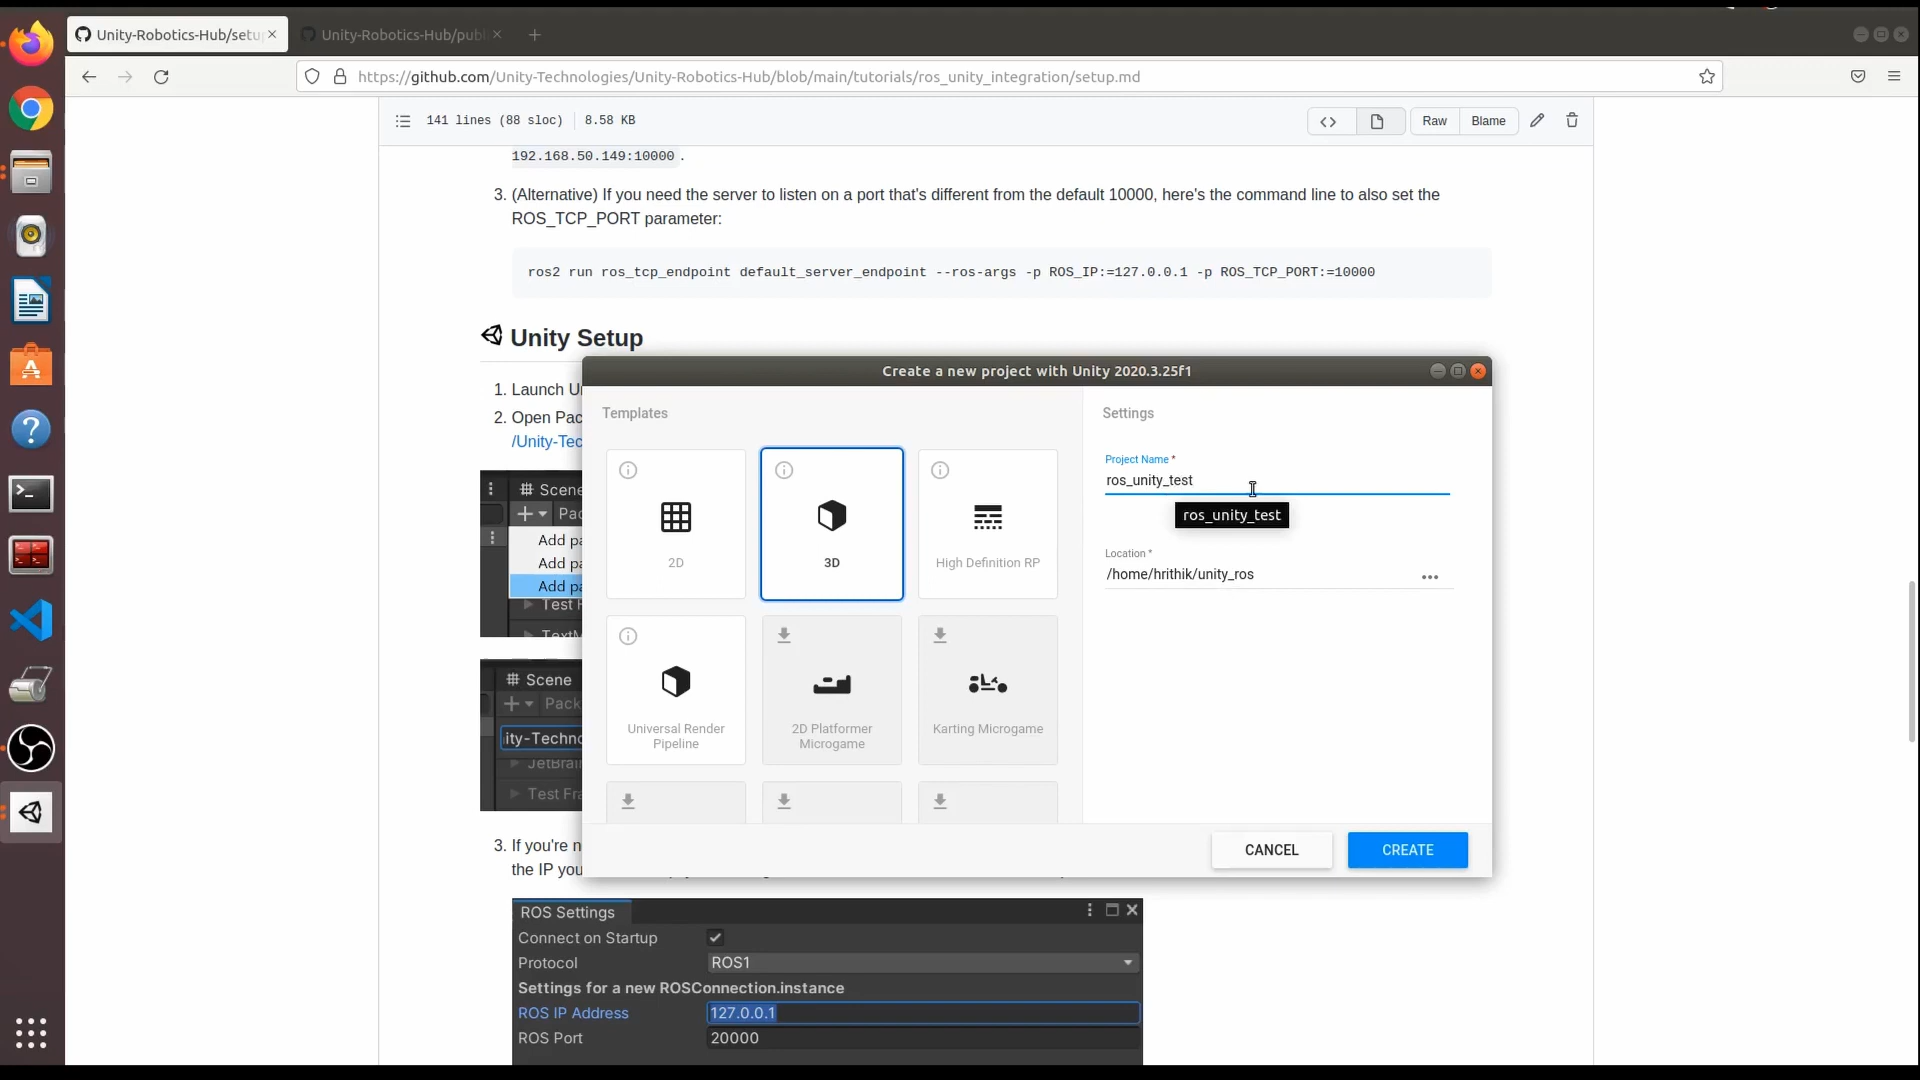 Unity-Robotics-Hub/setu
Unity-Robotics-Hub/publ
https://github.com/Unity-Technologies/Unity-Robotics-Hub/blob/main/tutorials/ros_unity_integration/setup.md
141 lines (88 sloc) 8.58 KB
Raw
Blame
192.168.50.149:10000 .
3. (Alternative) If you need the server to listen on a port that's different from the default 10000, here's the command line to also set the
ROS_TCP_PORT parameter:
ros2 run ros_tcp_endpoint default_server_endpoint --ros-args -p ROS_IP:=127.0.0.1 -p ROS_TCP_PORT:=10000
Unity Setup
1. Launch U
2. Open Pac
/Unity-Tec
Scene
Pac
Add pa
Add pa
Add pa
Test F
TextM
Scene
Pack
ity-Techno
JetBrain
Test Fra
3. If you're n
the IP you
Create a new project with Unity 2020.3.25f1
Templates
2D
3D
High Definition RP
Universal Render
Pipeline
2D Platformer
Microgame
Karting Microgame
Settings
Project Name *
ros_unity_test
ros_unity_test
Location *
/home/hrithik/unity_ros
CANCEL
CREATE
ROS Settings
Connect on Startup
Protocol ROS1
Settings for a new ROSConnection.instance
ROS IP Address 127.0.0.1
ROS Port 20000